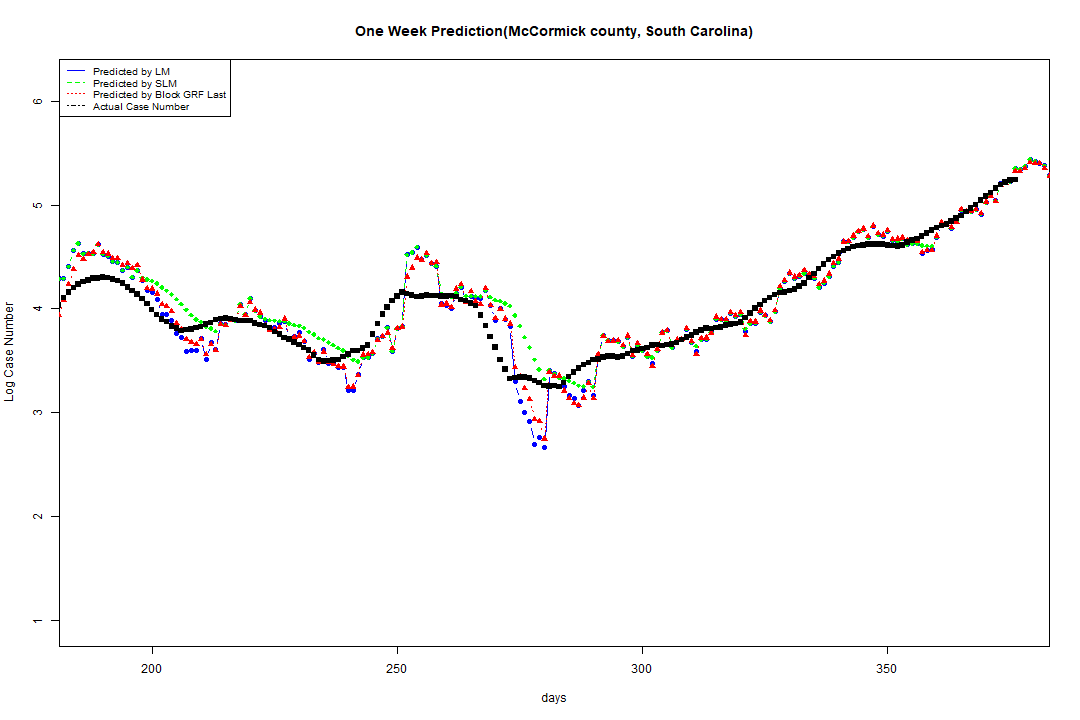 One Week Prediction(McCormick county, South Carolina)
Predicted by LM
Predicted by SLM
Predicted by Block GRF Last
Actual Case Number
6
5
4
3
2
1
Log Case Number
200 250 300 350
days